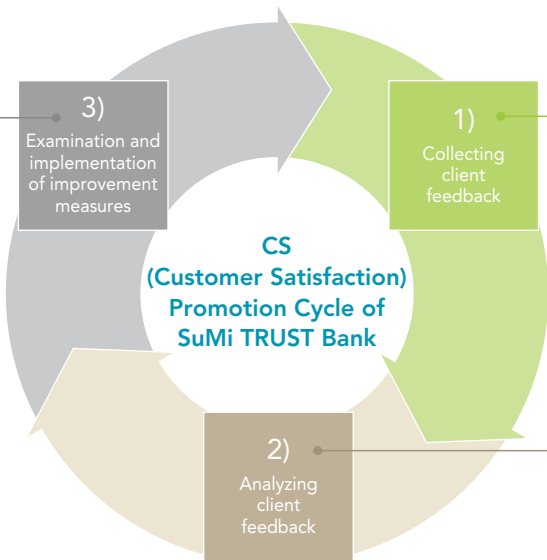 CS
(Customer Satisfaction)
Promotion Cycle of
SuMi TRUST Bank
1)
Collecting
client
feedback
2)
Analyzing
client
feedback
3)
Examination and
implementation
of improvement
measures